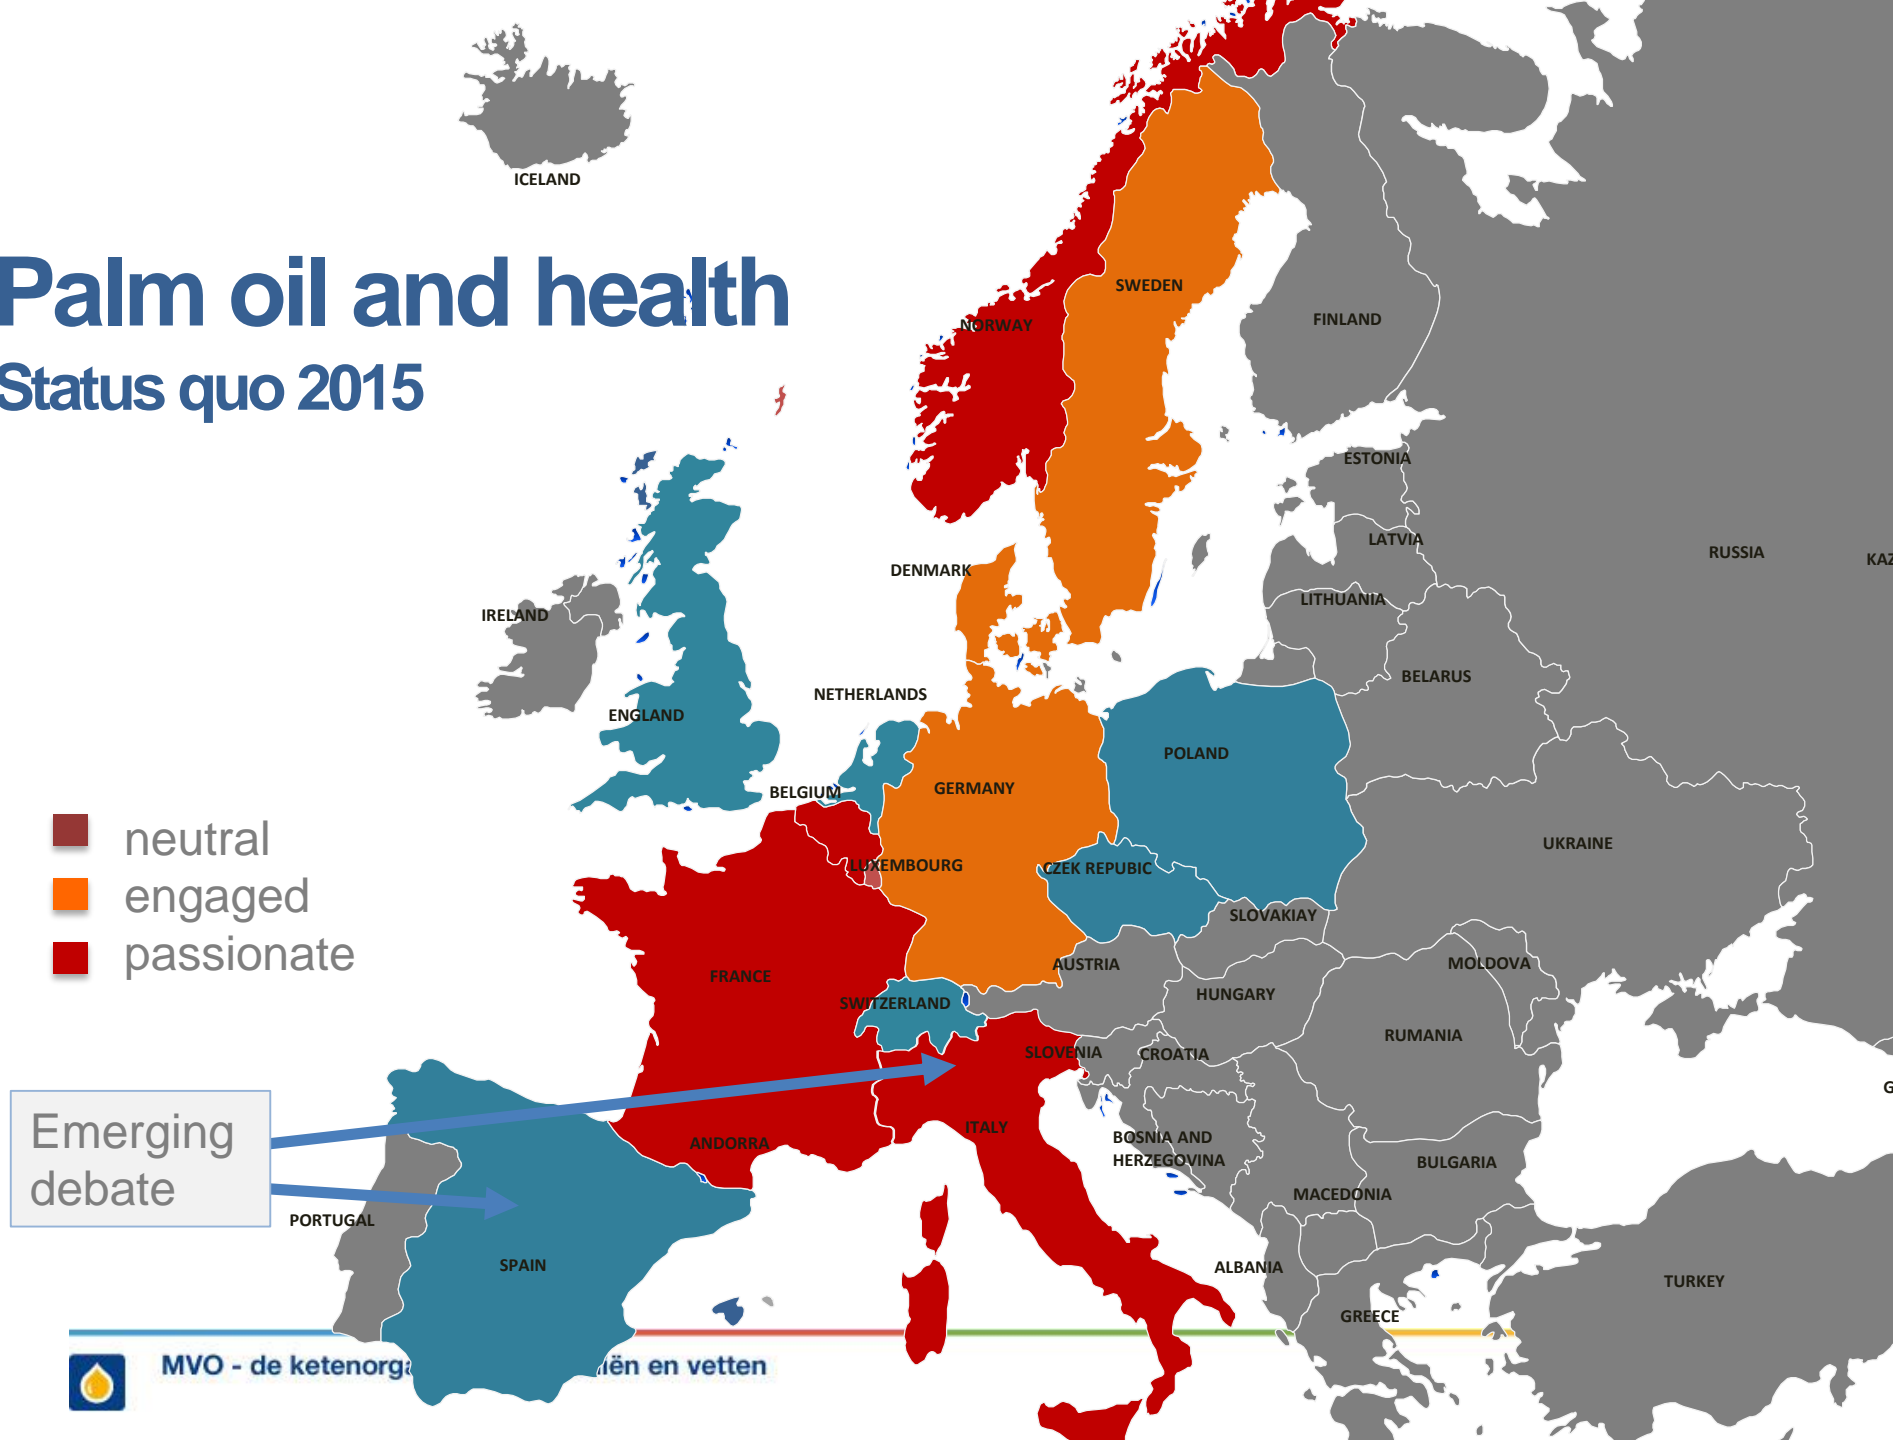 ICELAND
Palm oil and health
Status quo 2015
SWEDEN
NORWAY
FINLAND
ESTONIA
LATVIA
RUSSIA
KAZ
DENMARK
LITHUANIA
IRELAND
BELARUS
NETHERLANDS
ENGLAND
POLAND
GERMANY
BELGIUM
neutral
engaged
passionate
UKRAINE
LUXEMBOURG
CZEK REPUBIC
SLOVAKIAY
AUSTRIA
MOLDOVA
FRANCE
HUNGARY
SWITZERLAND
RUMANIA
SLOVENIA
CROATIA
G
Emerging
debate
ANDORRA
ITALY
BOSNIA AND
HERZEGOVINA
BULGARIA
MACEDONIA
PORTUGAL
SPAIN
ALBANIA
TURKEY
GREECE
MVO - de ketenorga iën en vetten